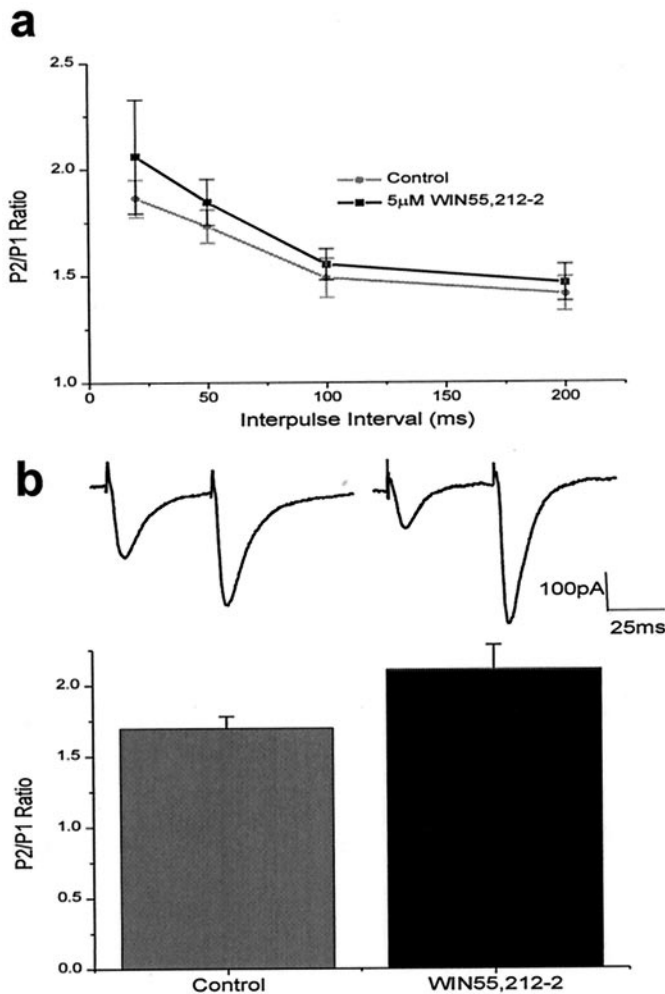 a
2.5
2.0
1.5
1.0
P2/P1 Ratio
Control
5µM WIN55,212-2
0
50
100
150
200
Interpulse Interval (ms)
b
100pA
25ms
2.0
1.5
1.0
0.5
0.0
P2/P1 Ratio
Control
WIN55,212-2